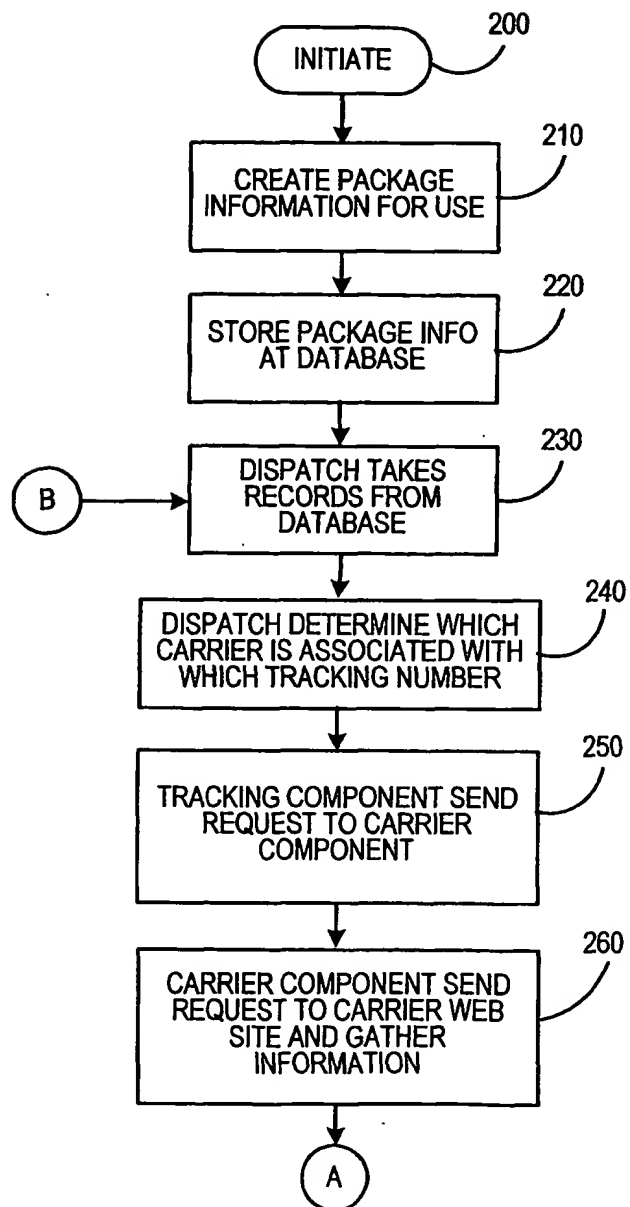 INITIATE
200
CREATE PACKAGE
INFORMATION FOR USE
210
STORE PACKAGE INFO
AT DATABASE
220
B
DISPATCH TAKES
RECORDS FROM
DATABASE
230
DISPATCH DETERMINE WHICH
CARRIER IS ASSOCIATED WITH
WHICH TRACKING NUMBER
240
TRACKING COMPONENT SEND
REQUEST TO CARRIER
COMPONENT
250
CARRIER COMPONENT SEND
REQUEST TO CARRIER WEB
SITE AND GATHER
INFORMATION
260
A